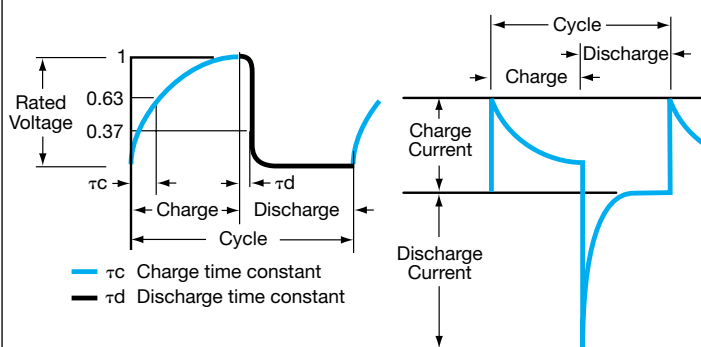 1
0.63
0.37
Rated
Voltage
τc
τd
Charge
Discharge
Cycle
τc Charge time constant
τd Discharge time constant
Cycle
Discharge
Charge
Charge
Current
Discharge
Current